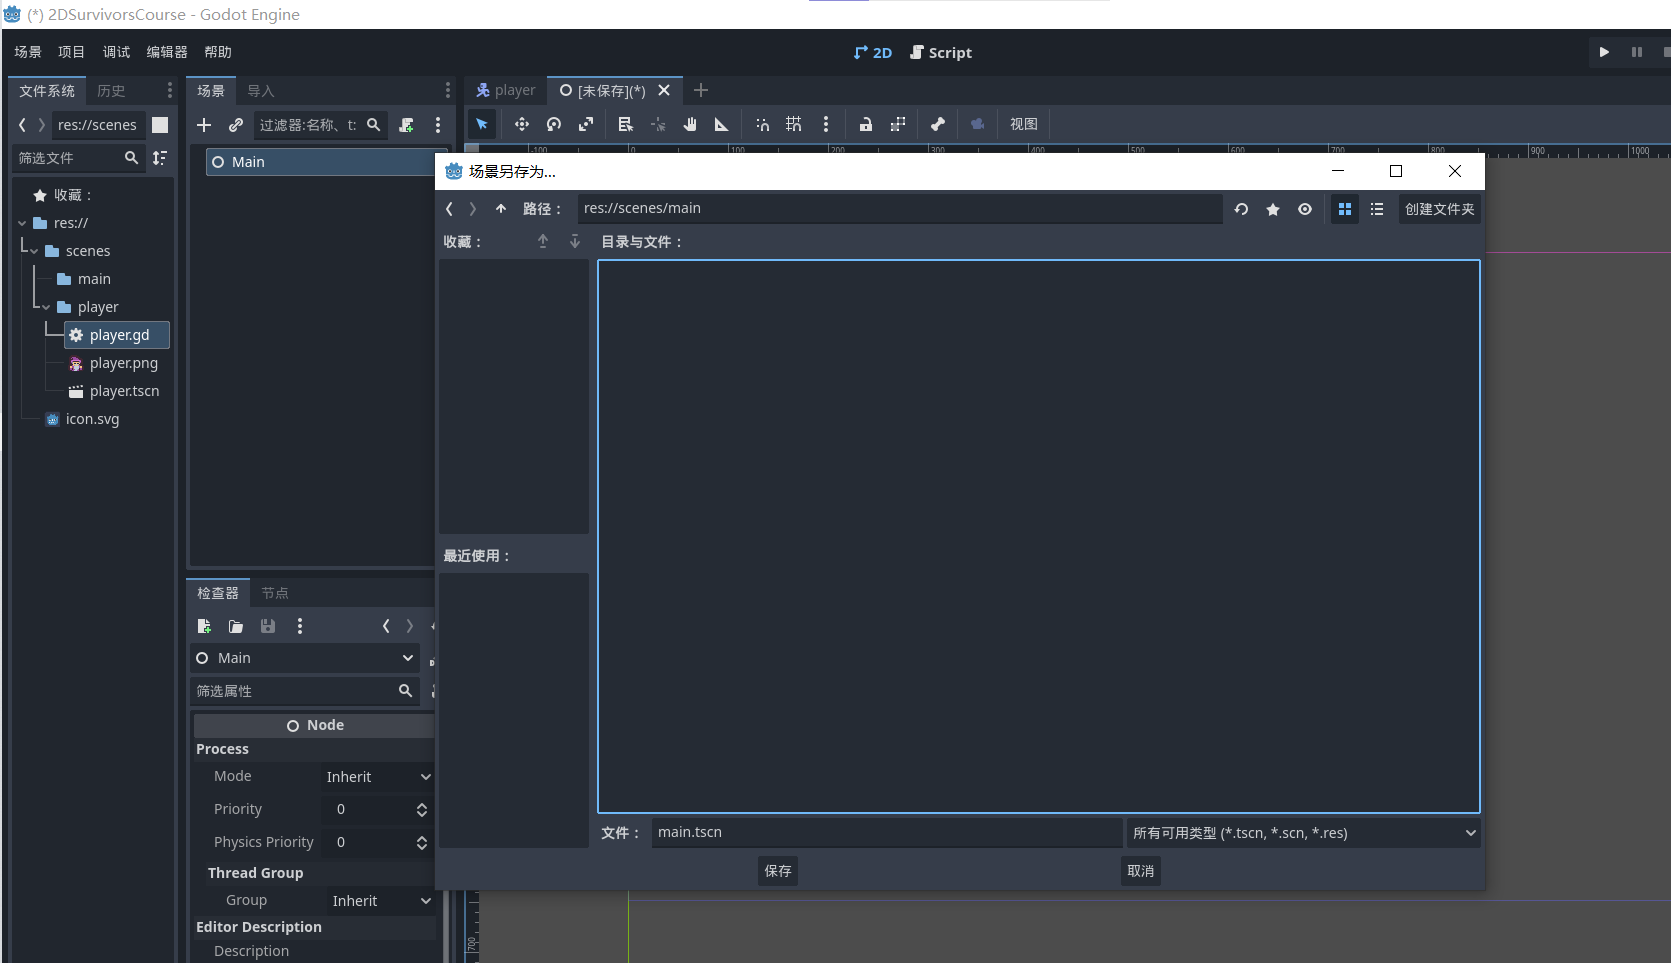 (*) 2DSurvivorsCourse - Godot Engine
场景 项目 调试 编辑器 帮助
2D Script
文件系统 历史
场景 导入
player [未保存](*)
res://scenes
过滤器:名称、t:
视图
筛选文件
Main
-100 0 100 200 300 400 500 600 700 800 900 1000
收藏：
res://
scenes
main
player
player.gd
player.png
player.tscn
icon.svg
场景另存为...
路径： res://scenes/main 创建文件夹
收藏： 目录与文件：
最近使用：
文件： main.tscn 所有可用类型 (*.tscn, *.scn, *.res)
保存 取消
检查器 节点
Main
筛选属性
Node
Process
Mode Inherit
Priority 0
Physics Priority 0
Thread Group
Group Inherit
Editor Description
Description
700